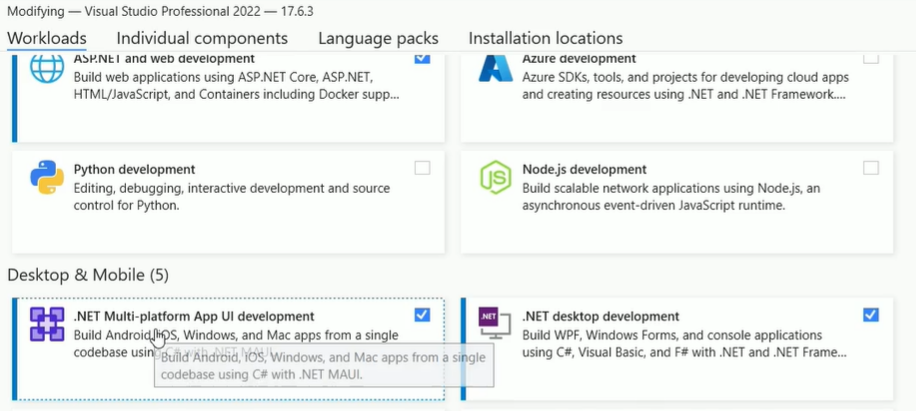 Modifying — Visual Studio Professional 2022 — 17.6.3
Workloads Individual components Language packs Installation locations
ASP.NET and web development
Build web applications using ASP.NET Core, ASP.NET,
HTML/JavaScript, and Containers including Docker supp...
Azure development
Azure SDKs, tools, and projects for developing cloud apps
and creating resources using .NET and .NET Framework....
Python development
Editing, debugging, interactive development and source
control for Python.
Node.js development
Build scalable network applications using Node.js, an
asynchronous event-driven JavaScript runtime.
Desktop & Mobile (5)
.NET Multi-platform App UI development
Build Android, iOS, Windows, and Mac apps from a single
codebase using C# with .NET MAUI.
Build Android, iOS, Windows, and Mac apps from a single
codebase using C# with .NET MAUI.
.NET
.NET desktop development
Build WPF, Windows Forms, and console applications
using C#, Visual Basic, and F# with .NET and .NET Frame...